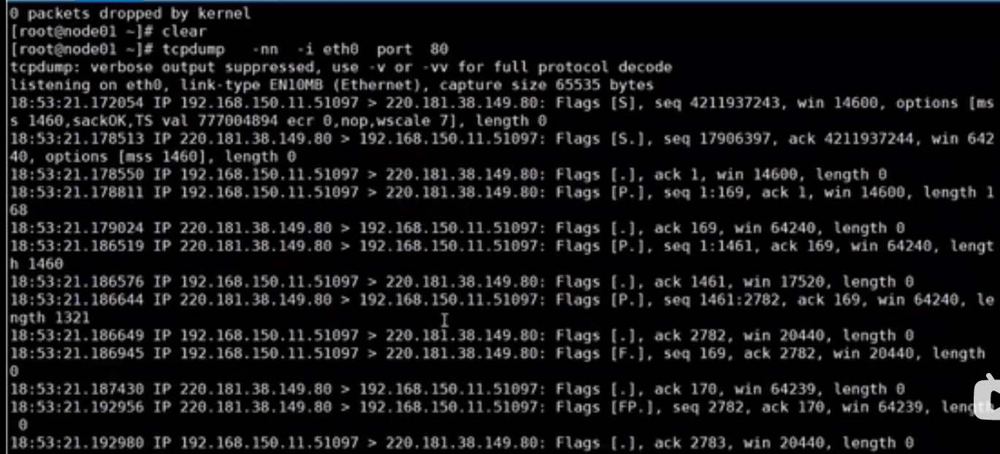 0 packets dropped by kernel
[root@node01 ~]# clear
[root@node01 ~]# tcpdump   -nn  -i eth0  port  80
tcpdump: verbose output suppressed, use -v or -vv for full protocol decode
listening on eth0, link-type EN10MB (Ethernet), capture size 65535 bytes
18:53:21.172054 IP 192.168.150.11.51097 > 220.181.38.149.80: Flags [S], seq 4211937243, win 14600, options [ms
s 1460,sackOK,TS val 777004894 ecr 0,nop,wscale 7], length 0
18:53:21.178513 IP 220.181.38.149.80 > 192.168.150.11.51097: Flags [S.], seq 17906397, ack 4211937244, win 642
40, options [mss 1460], length 0
18:53:21.178550 IP 192.168.150.11.51097 > 220.181.38.149.80: Flags [.], ack 1, win 14600, length 0
18:53:21.178811 IP 192.168.150.11.51097 > 220.181.38.149.80: Flags [P.], seq 1:169, ack 1, win 14600, length 1
68
18:53:21.179024 IP 220.181.38.149.80 > 192.168.150.11.51097: Flags [.], ack 169, win 64240, length 0
18:53:21.186519 IP 220.181.38.149.80 > 192.168.150.11.51097: Flags [P.], seq 1:1461, ack 169, win 64240, lengt
h 1460
18:53:21.186576 IP 192.168.150.11.51097 > 220.181.38.149.80: Flags [.], ack 1461, win 17520, length 0
18:53:21.186644 IP 220.181.38.149.80 > 192.168.150.11.51097: Flags [P.], seq 1461:2782, ack 169, win 64240, le
ngth 1321
18:53:21.186649 IP 192.168.150.11.51097 > 220.181.38.149.80: Flags [.], ack 2782, win 20440, length 0
18:53:21.186945 IP 192.168.150.11.51097 > 220.181.38.149.80: Flags [F.], seq 169, ack 2782, win 20440, length
0
18:53:21.187430 IP 220.181.38.149.80 > 192.168.150.11.51097: Flags [.], ack 170, win 64239, length 0
18:53:21.192956 IP 220.181.38.149.80 > 192.168.150.11.51097: Flags [FP.], seq 2782, ack 170, win 64239, length
0
18:53:21.192980 IP 192.168.150.11.51097 > 220.181.38.149.80: Flags [.], ack 2783, win 20440, length 0